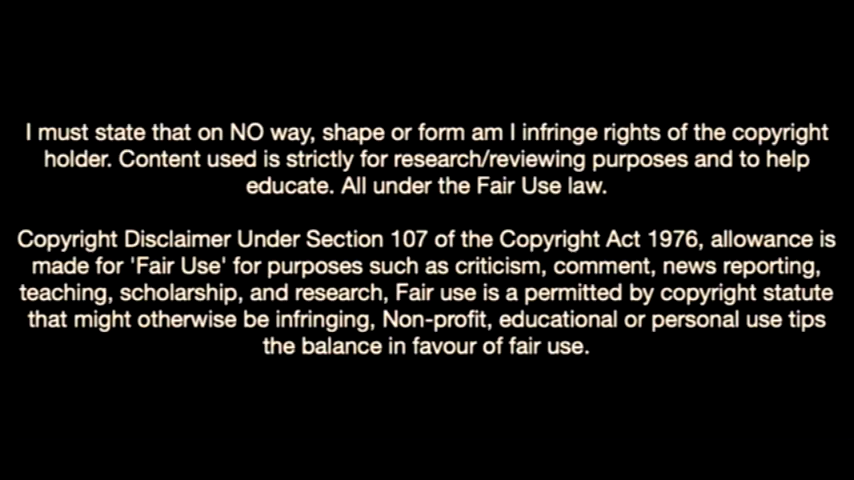 I must state that on NO way, shape or form am I infringe rights of the copyright
holder. Content used is strictly for research/reviewing purposes and to help
educate. All under the Fair Use law.
Copyright Disclaimer Under Section 107 of the Copyright Act 1976, allowance is
made for 'Fair Use' for purposes such as criticism, comment, news reporting,
teaching, scholarship, and research, Fair use is a permitted by copyright statute
that might otherwise be infringing, Non-profit, educational or personal use tips
the balance in favour of fair use.